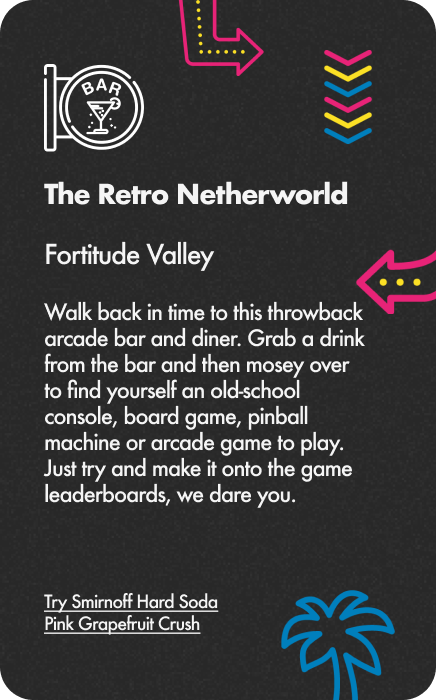 BAR
The Retro Netherworld
Fortitude Valley
Walk back in time to this throwback
arcade bar and diner. Grab a drink
from the bar and then mosey over
to find yourself an old-school
console, board game, pinball
machine or arcade game to play.
Just try and make it onto the game
leaderboards, we dare you.
Try Smirnoff Hard Soda
Pink Grapefruit Crush